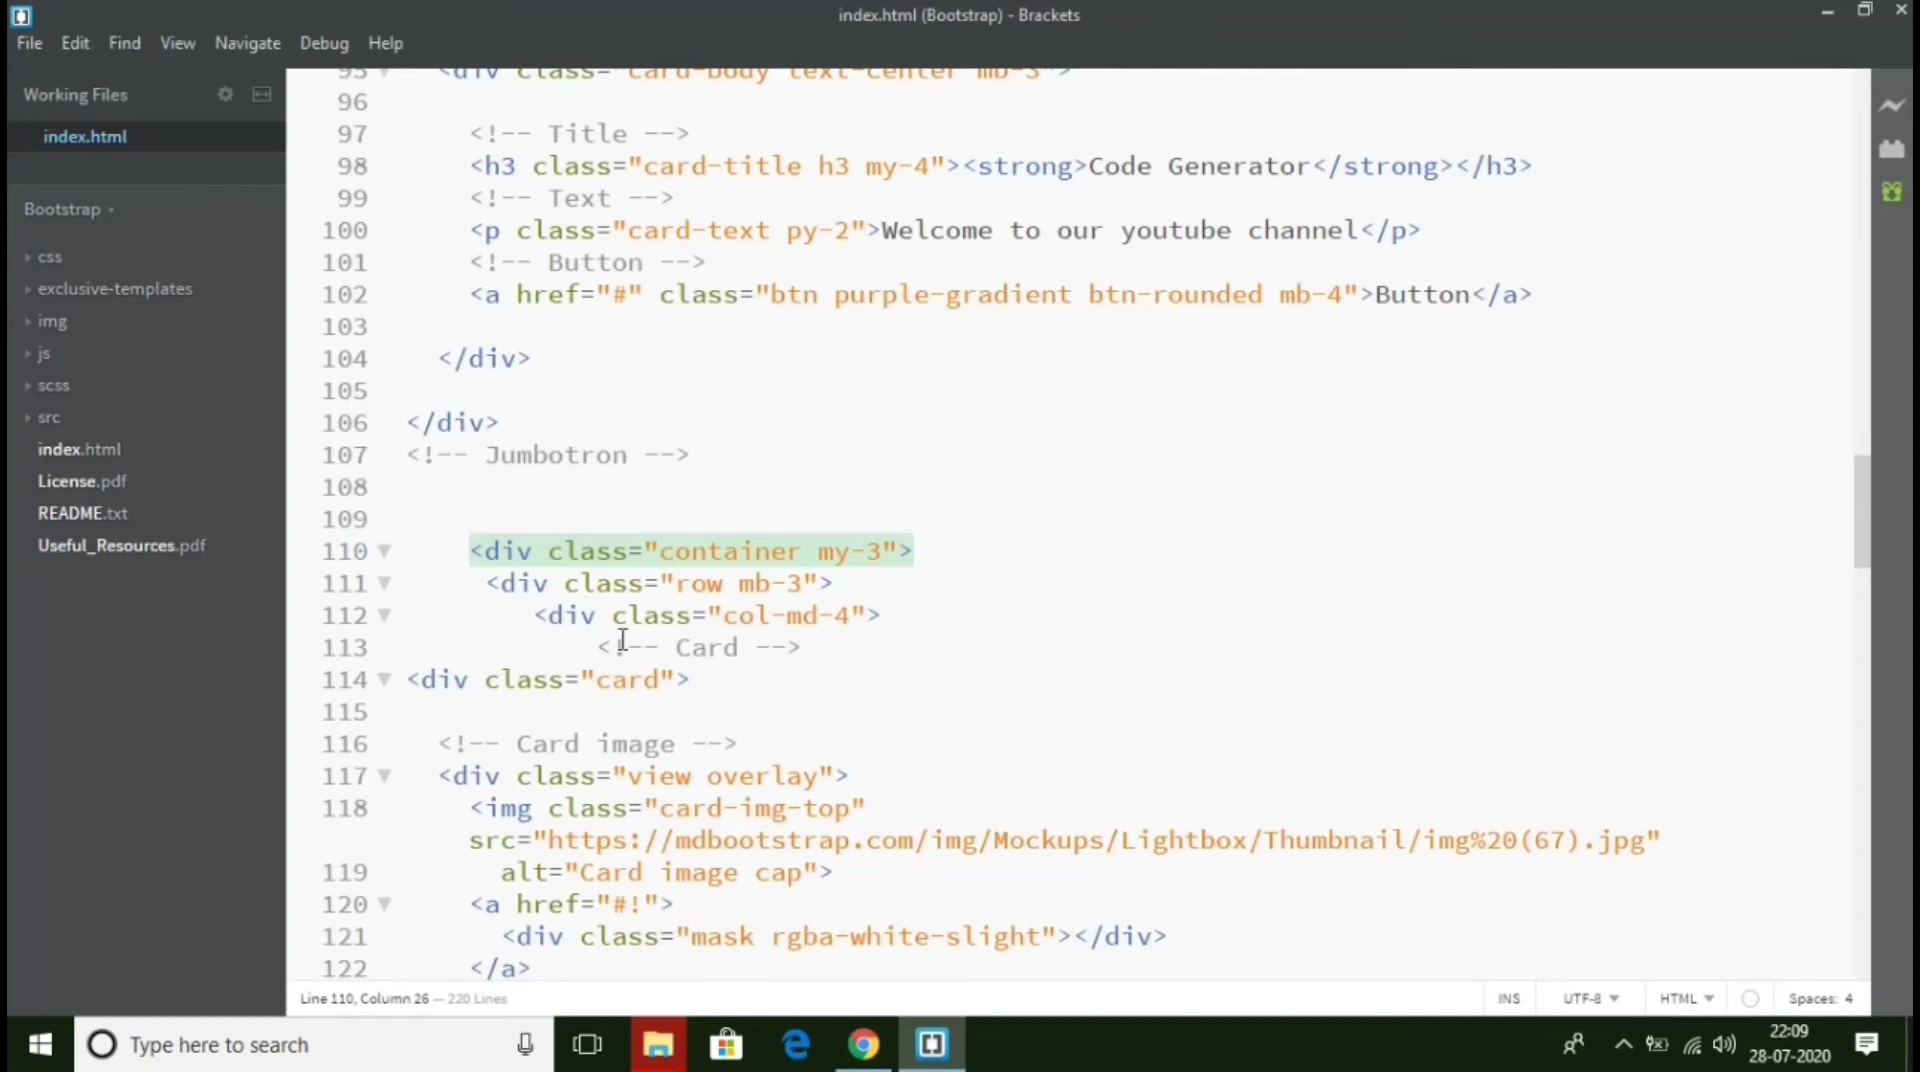 index.html (Bootstrap) - Brackets
File Edit Find View Navigate Debug Help
Working Files
index.html
Bootstrap
css
exclusive-templates
img
js
scss
src
index.html
License.pdf
README.txt
Useful_Resources.pdf
95 <div class="card-body text-center mb-3">
96
97 <!-- Title -->
98 <h3 class="card-title h3 my-4"><strong>Code Generator</strong></h3>
99 <!-- Text -->
100 <p class="card-text py-2">Welcome to our youtube channel</p>
101 <!-- Button -->
102 <a href="#" class="btn purple-gradient btn-rounded mb-4">Button</a>
103
104 </div>
105
106 </div>
107 <!-- Jumbotron -->
108
109
110 <div class="container my-3">
111 <div class="row mb-3">
112 <div class="col-md-4">
113 <!-- Card -->
114 <div class="card">
115
116 <!-- Card image -->
117 <div class="view overlay">
118 <img class="card-img-top"
src="https://mdbootstrap.com/img/Mockups/Lightbox/Thumbnail/img%20(67).jpg"
119 alt="Card image cap">
120 <a href="#!">
121 <div class="mask rgba-white-slight"></div>
122 </a>
Line 110, Column 26 — 220 Lines
INS UTF-8 HTML Spaces: 4
Type here to search
22:09
28-07-2020